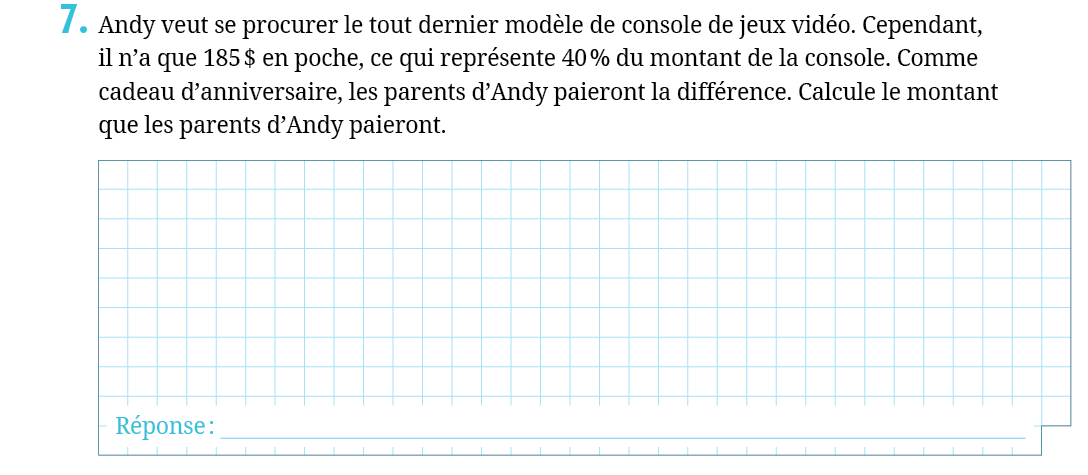 7. Andy veut se procurer le tout dernier modèle de console de jeux vidéo. Cependant,
il n’a que 185 $ en poche, ce qui représente 40 % du montant de la console. Comme
cadeau d’anniversaire, les parents d’Andy paieront la différence. Calcule le montant
que les parents d’Andy paieront.
Réponse :